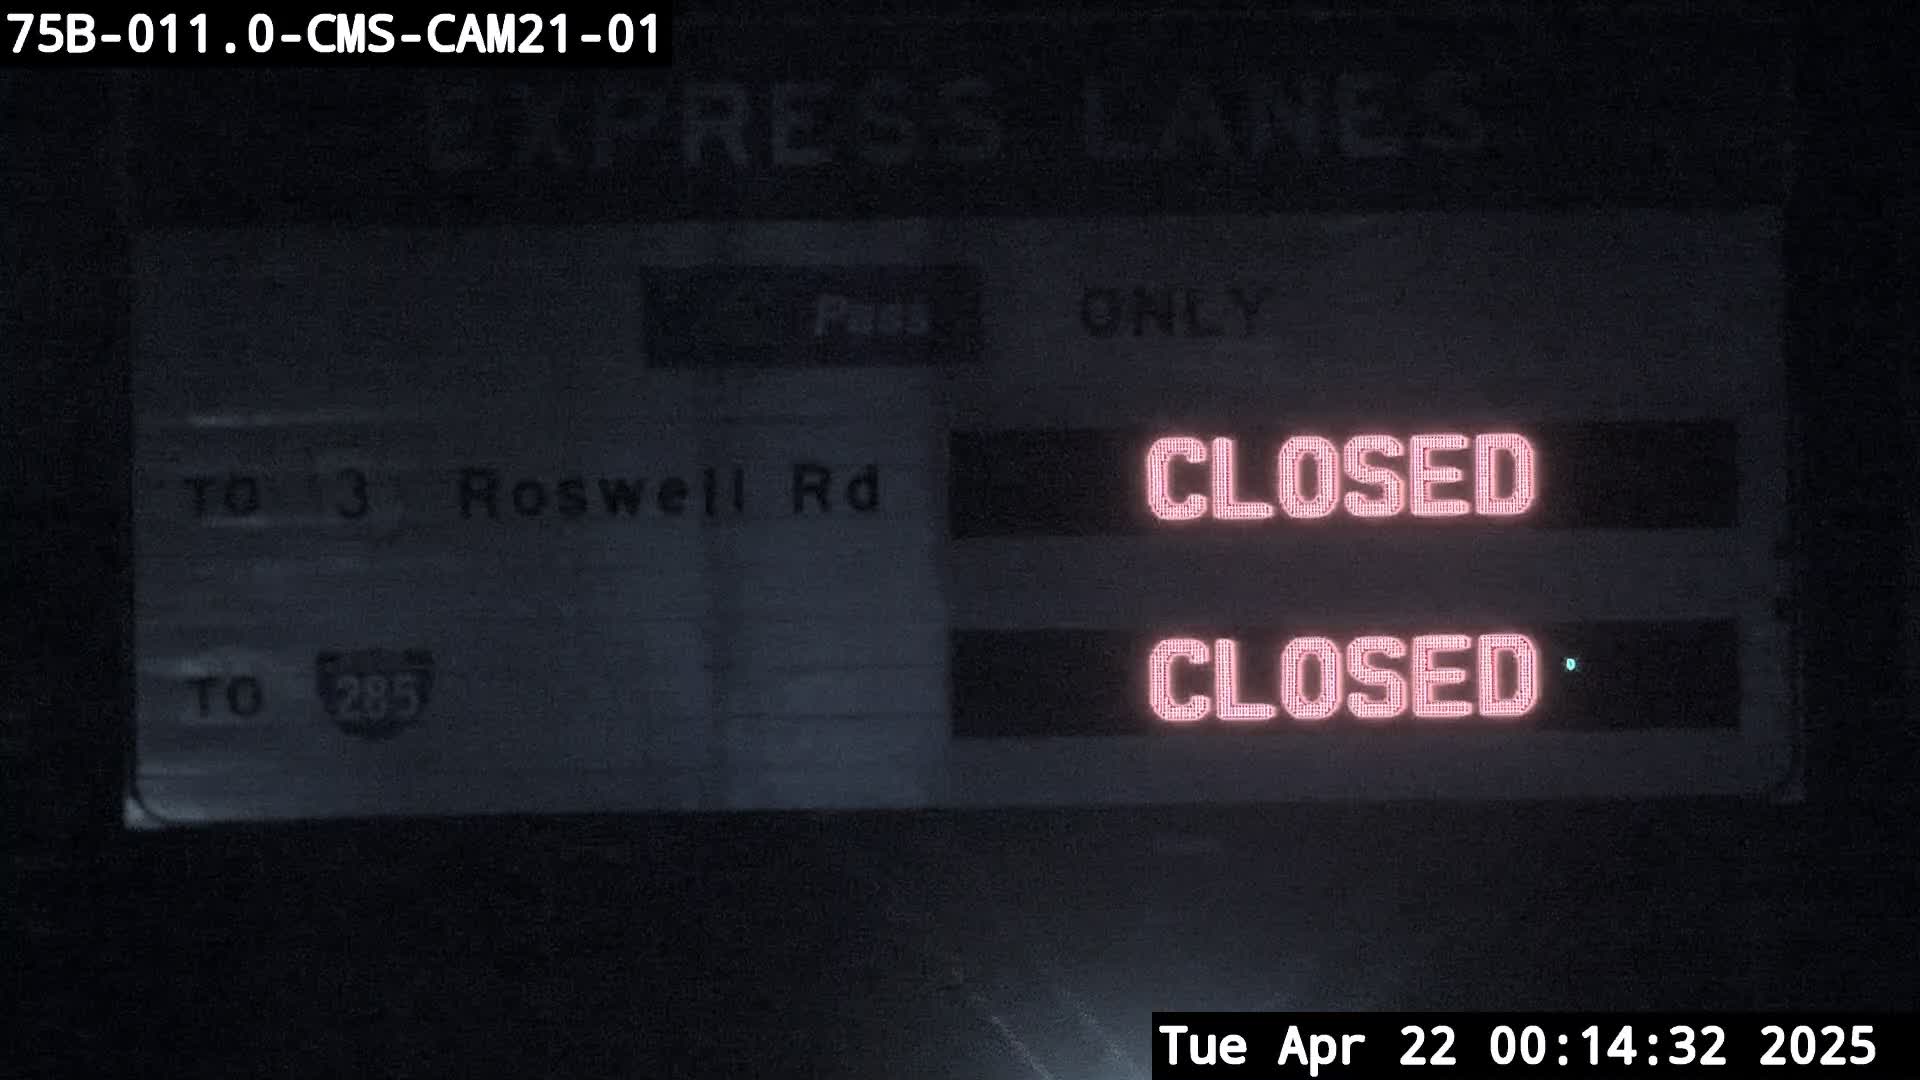 75B-011.0-CMS-CAM21-01
EXPRESS LANES
Pass ONLY
TO 3 Roswell Rd CLOSED
TO 285 CLOSED
Tue Apr 22 00:14:32 2025